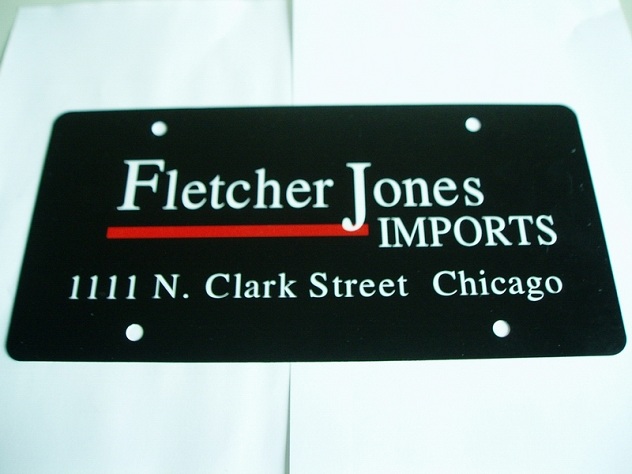 Fletcher Jones
IMPORTS
1111 N. Clark Street Chicago